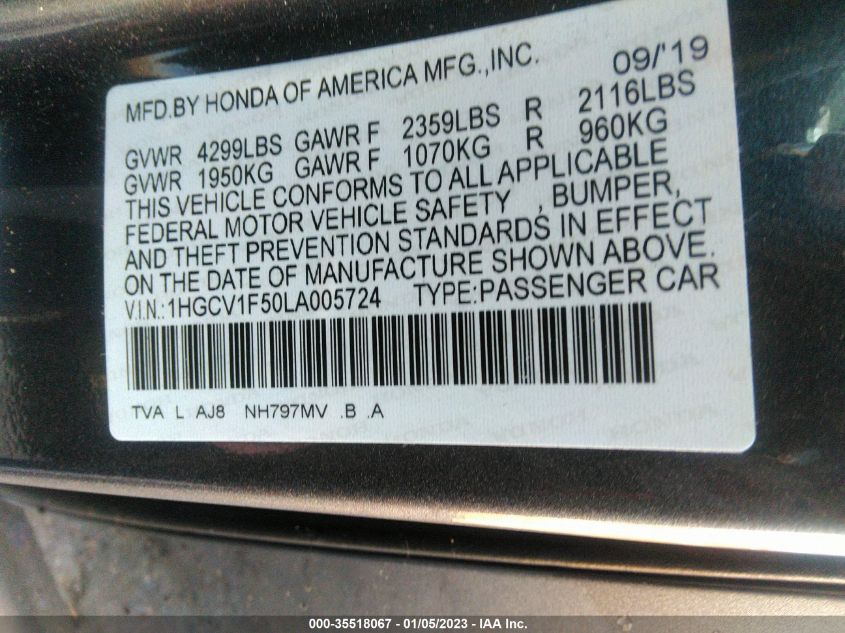 MFD.BY HONDA OF AMERICA MFG.,INC. 09/'19
GVWR 4299LBS GAWR F 2359LBS R 2116LBS
GVWR 1950KG GAWR F 1070KG R 960KG
THIS VEHICLE CONFORMS TO ALL APPLICABLE
FEDERAL MOTOR VEHICLE SAFETY , BUMPER,
AND THEFT PREVENTION STANDARDS IN EFFECT
ON THE DATE OF MANUFACTURE SHOWN ABOVE.
V.I.N.:1HGCV1F50LA005724 TYPE:PASSENGER CAR
TVA L AJ8 NH797MV .B .A
000-35518067 - 01/05/2023 - IAA Inc.